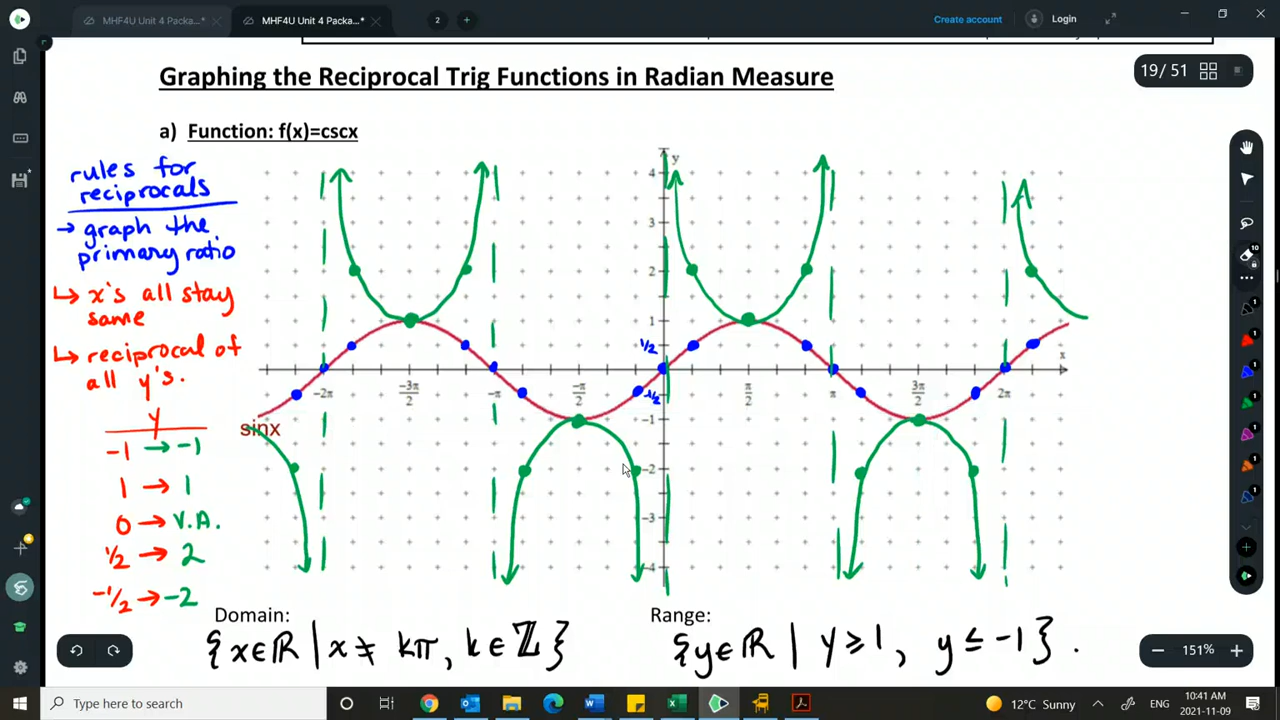 MHF4U Unit 4 Packa...*
MHF4U Unit 4 Packa...*
2
Create account
Login
Graphing the Reciprocal Trig Functions in Radian Measure
19/51
a) Function: f(x)=cscx
rules for
reciprocals
→ graph the
primary ratio
↳ x's all stay
same
↳ reciprocal of
all y's.
y
-1 → -1
1 → 1
0 → V.A.
1/2 → 2
-1/2 → -2
y
4
3
2
1
1/2
x
-2π
-3π/2
-π
-π/2
-1/2
π/2
π
3π/2
2π
-1
sinx
-2
-3
-4
Domain:
Range:
{x∈ℝ | x ≠ kπ, k∈ℤ}
{y∈ℝ | y ≥ 1, y ≤ -1}.
151%
Type here to search
12°C Sunny
ENG
10:41 AM
2021-11-09